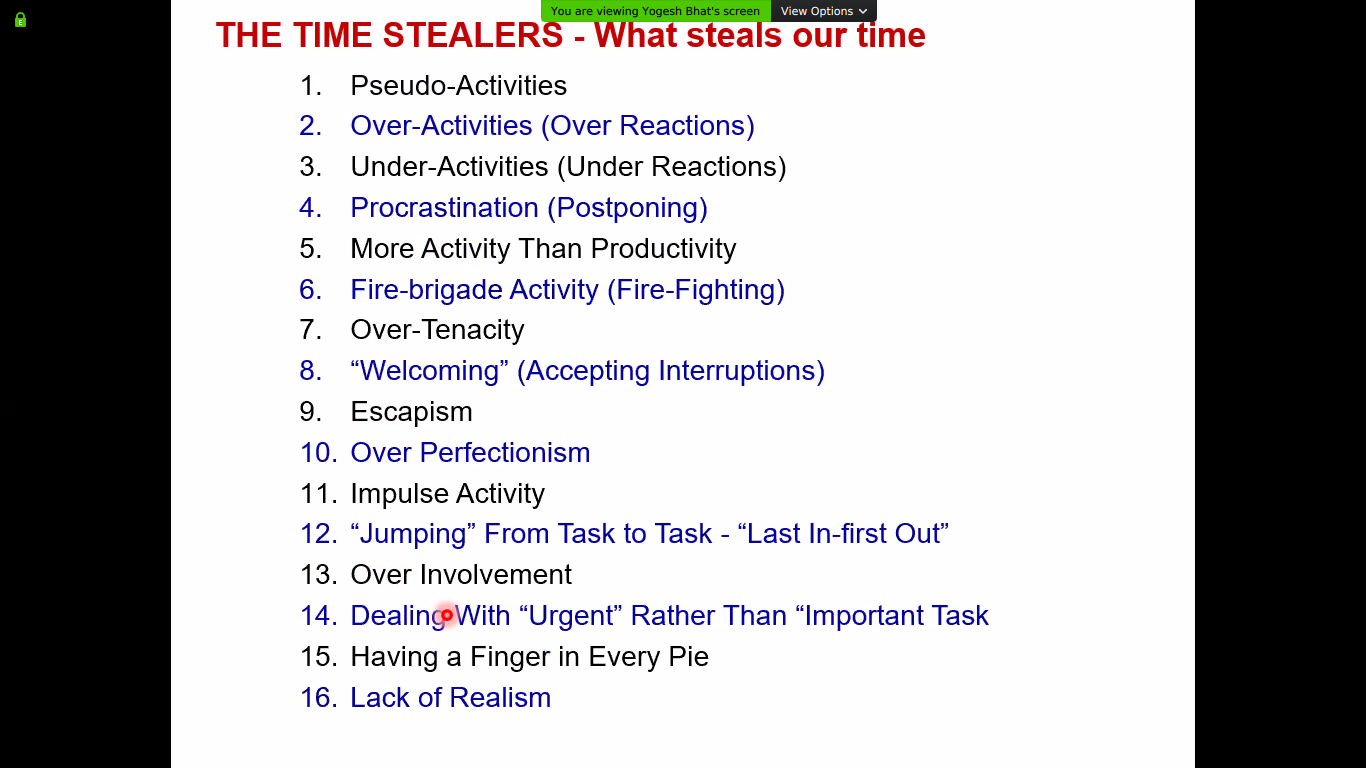 You are viewing Yogesh Bhat's screen View Options
THE TIME STEALERS - What steals our time
1. Pseudo-Activities
2. Over-Activities (Over Reactions)
3. Under-Activities (Under Reactions)
4. Procrastination (Postponing)
5. More Activity Than Productivity
6. Fire-brigade Activity (Fire-Fighting)
7. Over-Tenacity
8. “Welcoming” (Accepting Interruptions)
9. Escapism
10. Over Perfectionism
11. Impulse Activity
12. “Jumping” From Task to Task - “Last In-first Out”
13. Over Involvement
14. Dealing With “Urgent” Rather Than “Important Task
15. Having a Finger in Every Pie
16. Lack of Realism